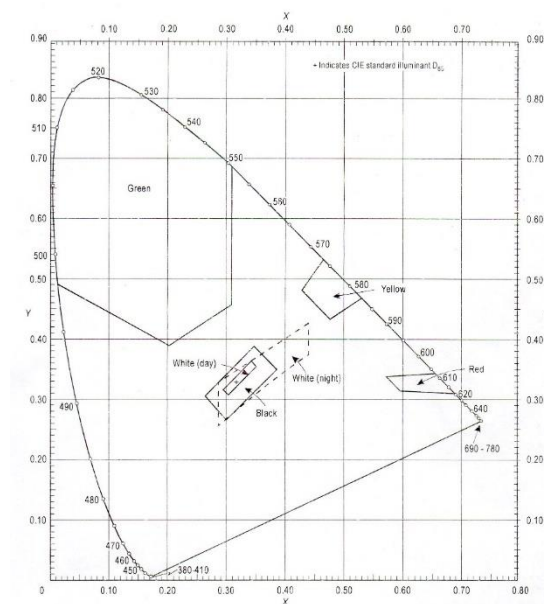 X
0 0.10 0.20 0.30 0.40 0.50 0.60 0.70 0.80
0.90 0.90
520
+ Indicates CIE standard illuminant D65
530
0.80 0.80
510 540
550
0.70 0.70
Green 560
0.60 0.60
570
500
0.50 580 0.50
Yellow
Y 590 Y
0.40 0.40
White (day) 600
White (night) Red
610
0.30 620 0.30
490 Black 640
690 - 780
0.20 0.20
480
0.10 0.10
470
460
450 380-410
0
0 0.10 0.20 0.30 0.40 0.50 0.60 0.70 0.80
X